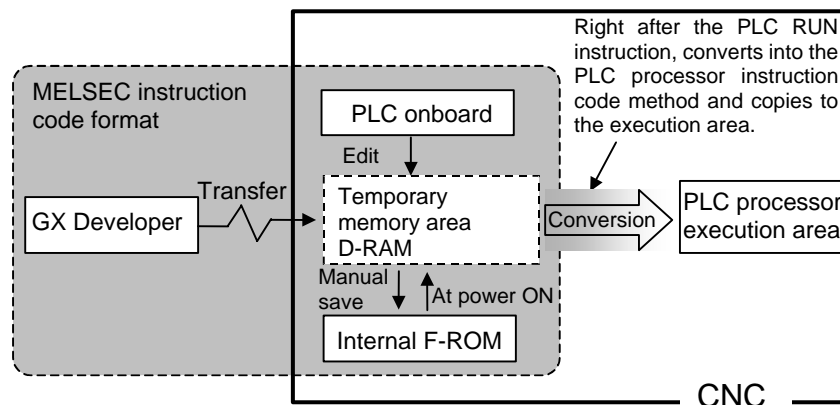 Right after the PLC RUN
instruction, converts into the
PLC processor instruction
code method and copies to
the execution area.
MELSEC instruction
code format
PLC onboard
Edit
Transfer
GX Developer
Temporary
memory area
D-RAM
Conversion
PLC processor
execution area
Manual
save
At power ON
Internal F-ROM
CNC